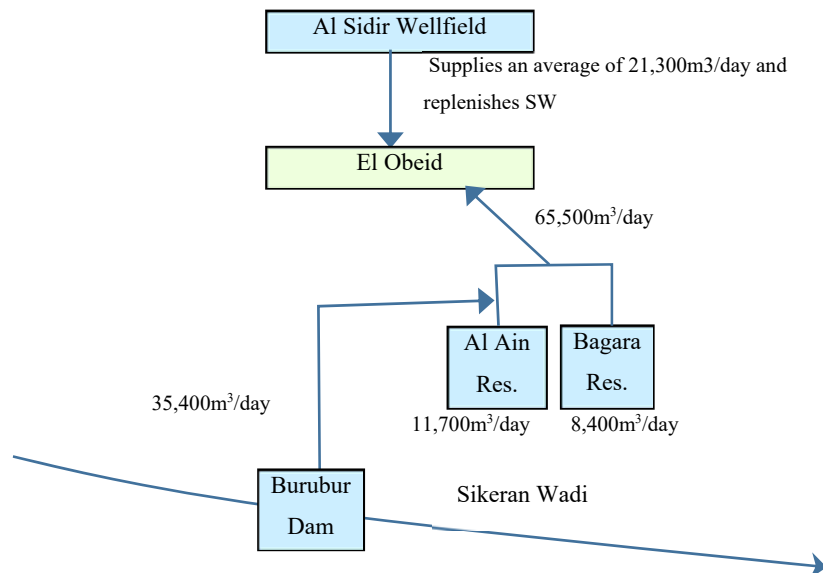 Al Sidir Wellfield
Supplies an average of 21,300m3/day and
replenishes SW
El Obeid
65,500m³/day
Al Ain
Res.
Bagara
Res.
35,400m³/day
11,700m³/day
8,400m³/day
Burubur
Dam
Sikeran Wadi